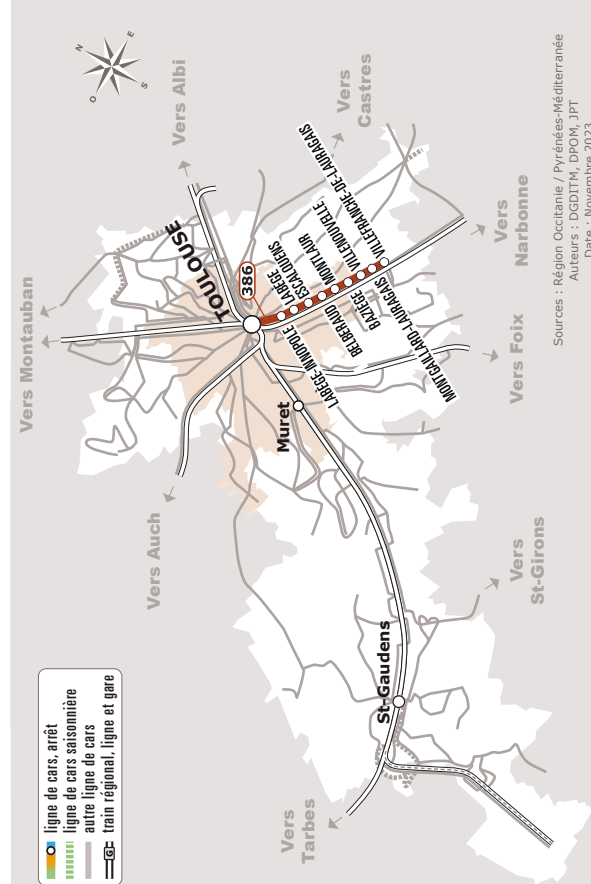 N
E
S
O
Vers Montauban
Vers Albi
Vers
Castres
Vers Auch
TOULOUSE
386
LABÈGE-INNOPOLE
LABÈGE
ESCALQUENS
BELBERAUD
MONTLAUR
BAZIÈGE
VILLENOUVELLE
MONTGAILLARD-LAURAGAIS
VILLEFRANCHE-DE-LAURAGAIS
Vers
Narbonne
Vers Foix
Muret
Vers
St-Girons
St-Gaudens
Vers
Tarbes
ligne de cars, arrêt
ligne de cars saisonnière
autre ligne de cars
G train régional, ligne et gare
Sources : Région Occitanie / Pyrénées-Méditerranée
Auteurs : DGDITM, DPOM, JPT
Date : Novembre 2023